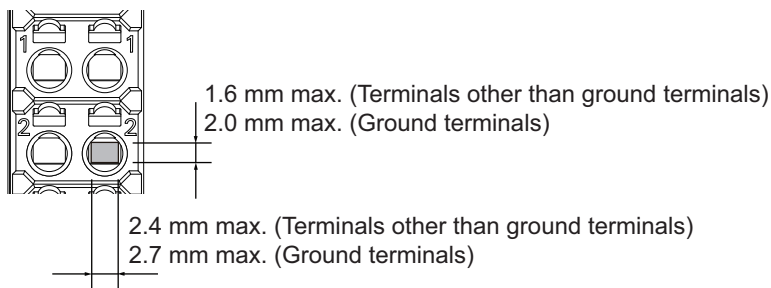 1 1
1.6 mm max. (Terminals other than ground terminals)
2.0 mm max. (Ground terminals)
2 2
2.4 mm max. (Terminals other than ground terminals)
2.7 mm max. (Ground terminals)